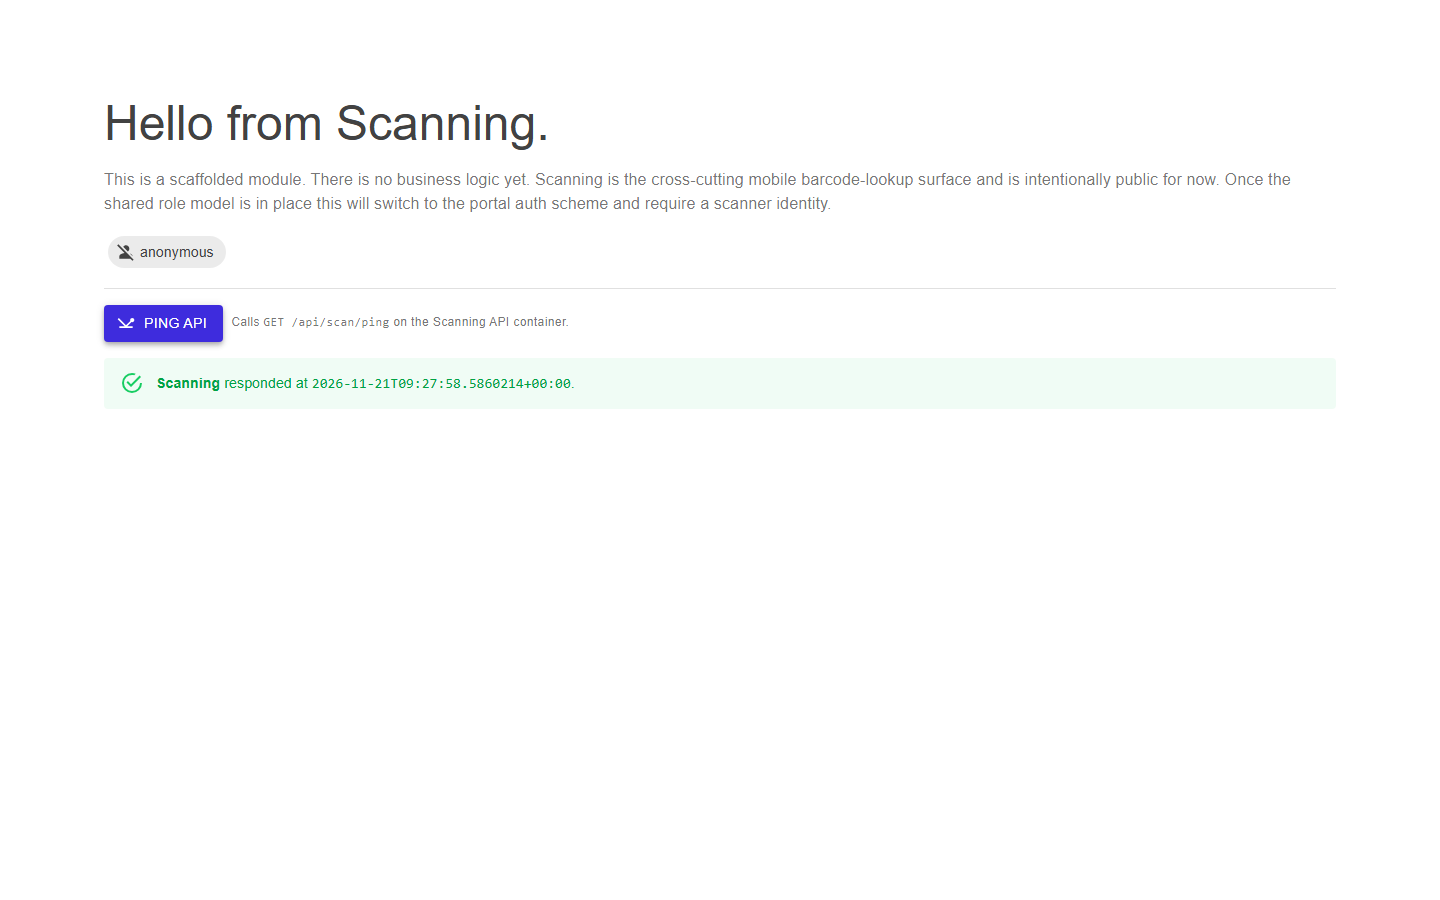 Hello from Scanning.
This is a scaffolded module. There is no business logic yet. Scanning is the cross-cutting mobile barcode-lookup surface and is intentionally public for now. Once the
shared role model is in place this will switch to the portal auth scheme and require a scanner identity.
anonymous
PING API Calls GET /api/scan/ping on the Scanning API container.
Scanning responded at 2026-11-21T09:27:58.5860214+00:00.